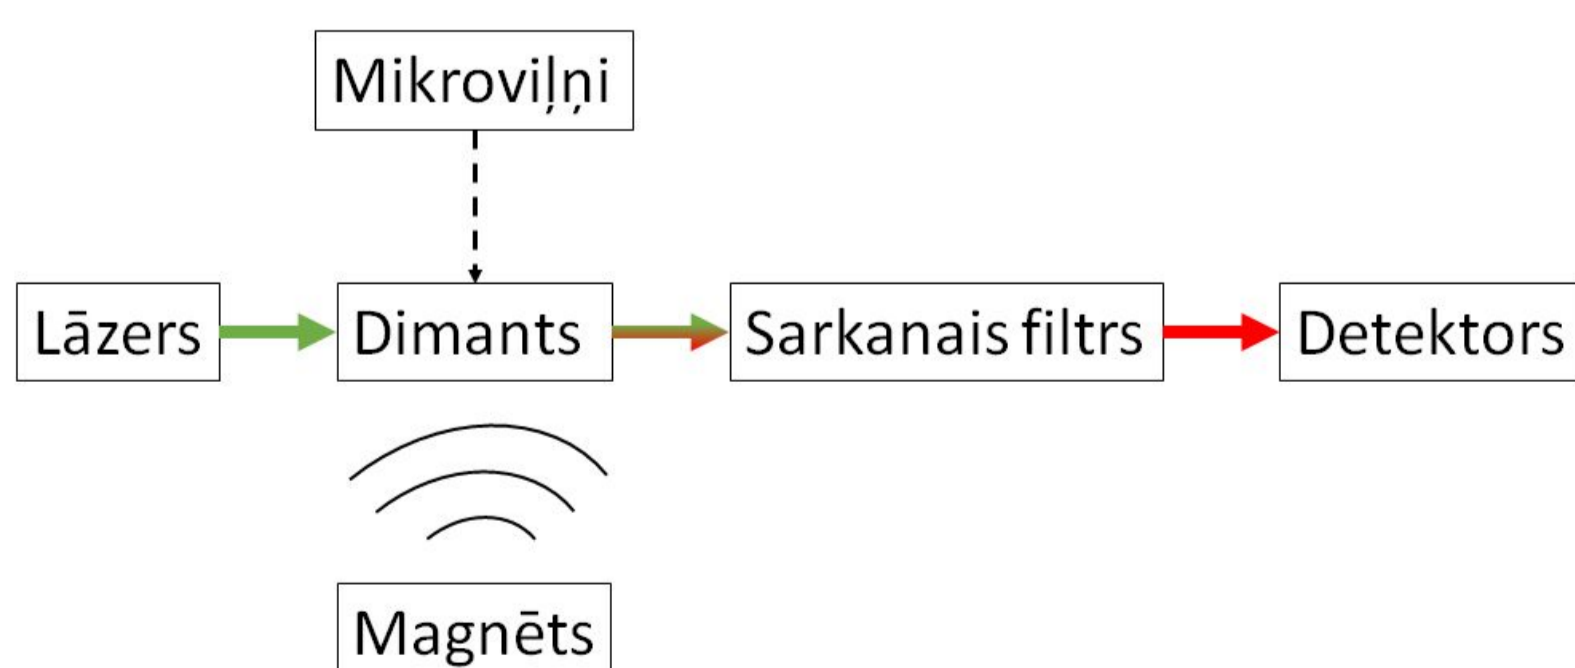 Mikroviļņi
Lāzers
Dimants
Sarkanais filtrs
Detektors
Magnēts